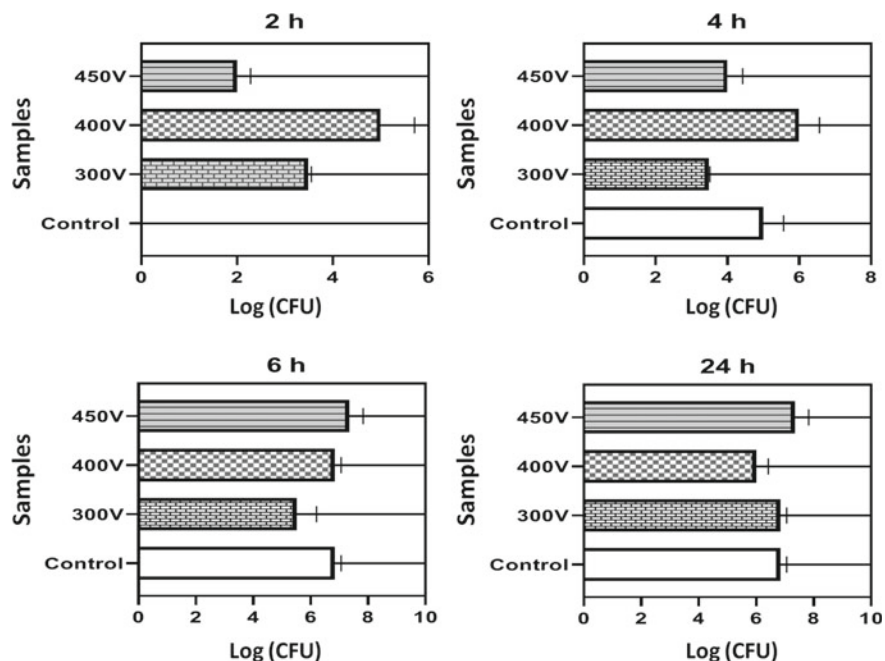 2 h
Samples
450V
400V
300V
Control
0 2 4 6
Log (CFU)
4 h
Samples
450V
400V
300V
Control
0 2 4 6 8
Log (CFU)
6 h
Samples
450V
400V
300V
Control
0 2 4 6 8 10
Log (CFU)
24 h
Samples
450V
400V
300V
Control
0 2 4 6 8 10
Log (CFU)